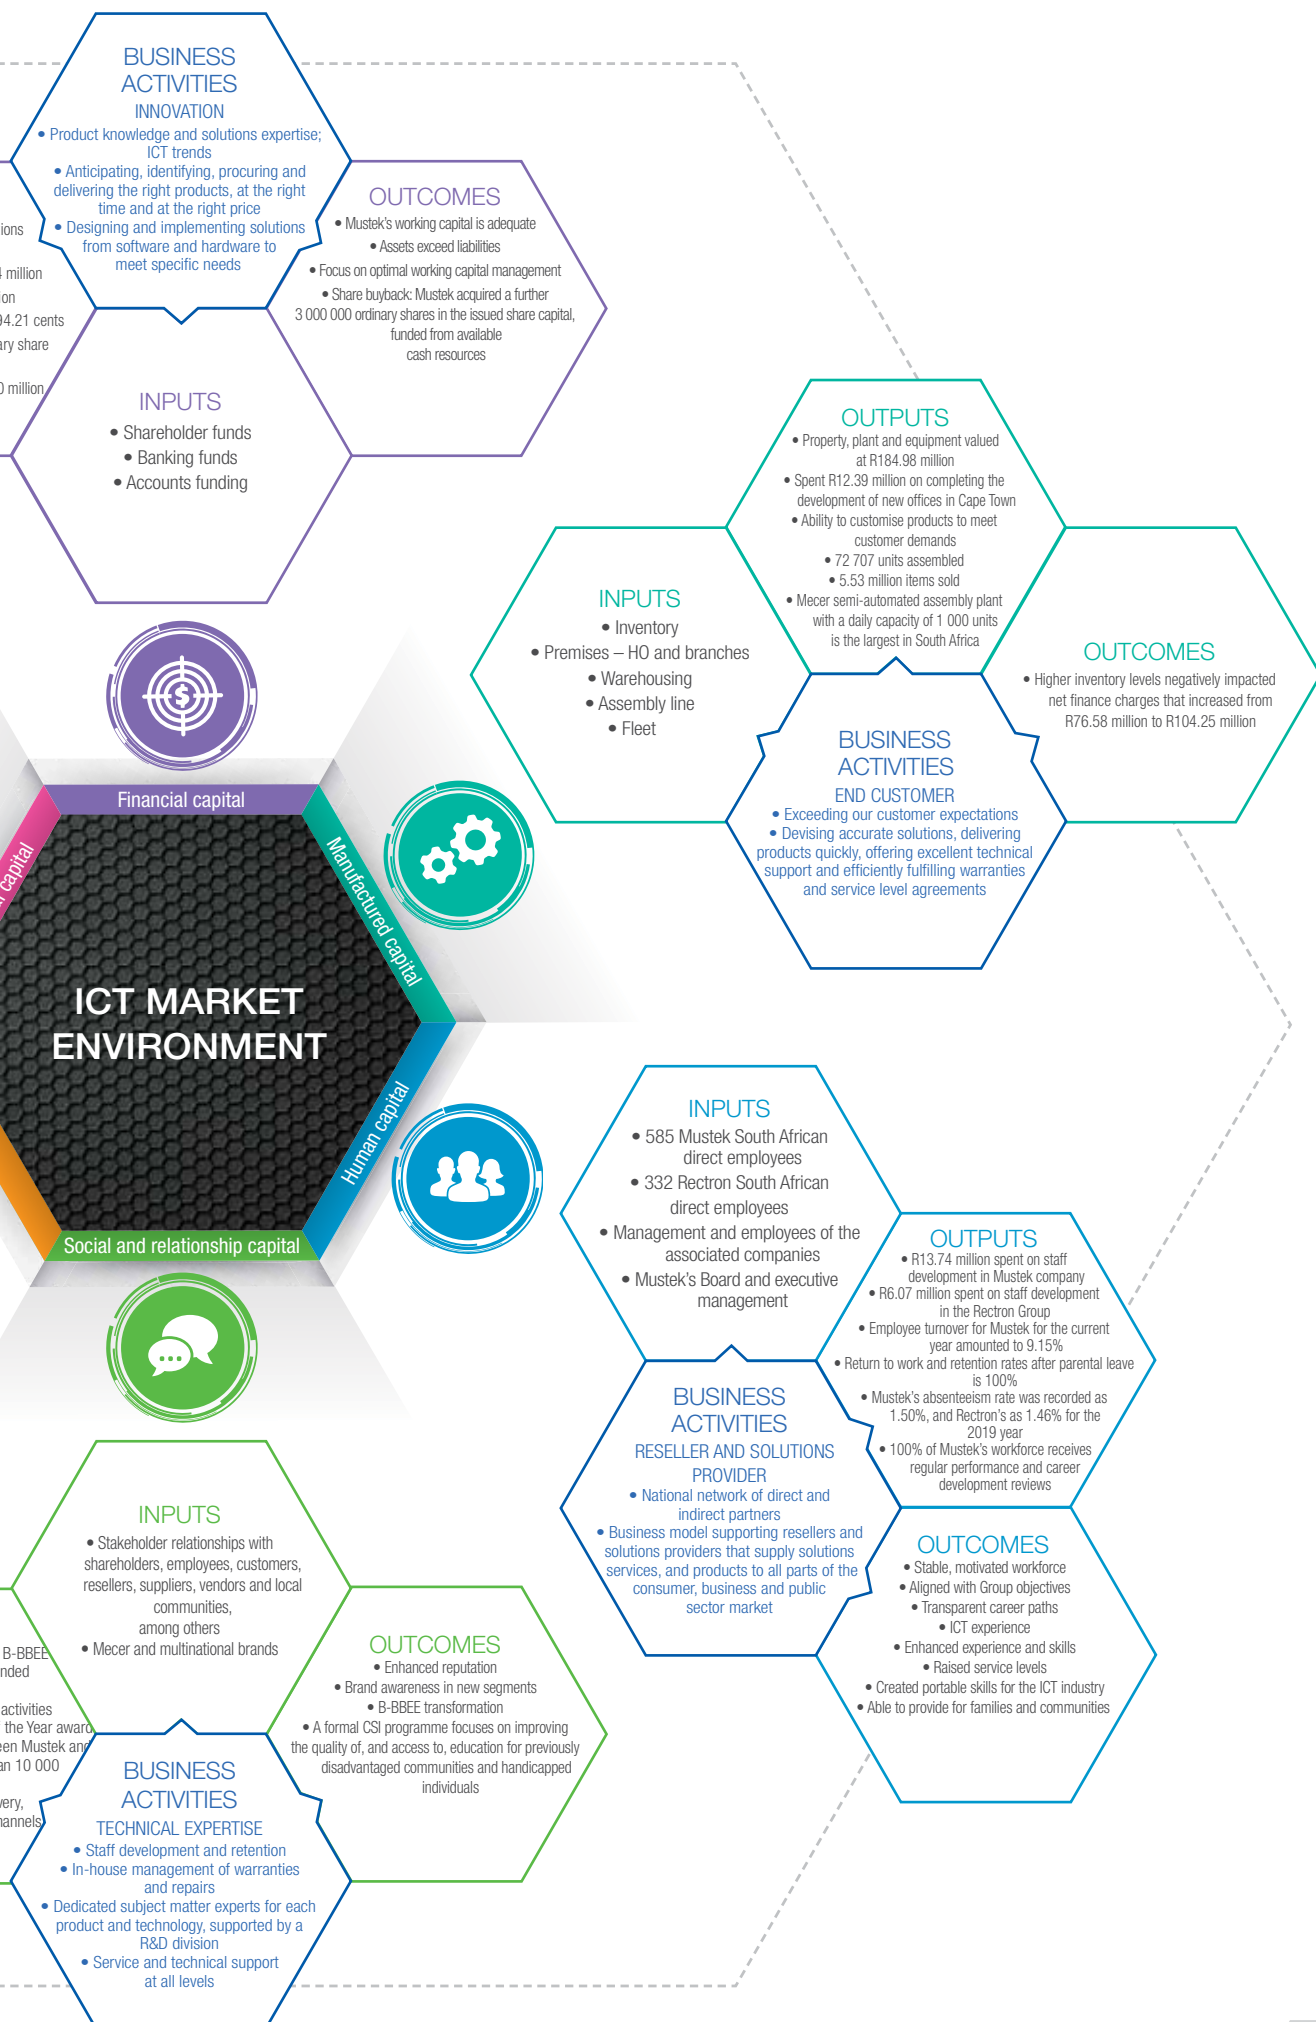 BUSINESS
ACTIVITIES
INNOVATION
• Product knowledge and solutions expertise;
ICT trends
• Anticipating, identifying, procuring and
delivering the right products, at the right
time and at the right price
• Designing and implementing solutions
from software and hardware to
meet specific needs
million
94.21 cents
share
million
OUTCOMES
• Mustek's working capital is adequate
• Assets exceed liabilities
• Focus on optimal working capital management
• Share buyback: Mustek acquired a further
3 000 000 ordinary shares in the issued share capital,
funded from available
cash resources
INPUTS
• Shareholder funds
• Banking funds
• Accounts funding
OUTPUTS
• Property, plant and equipment valued
at R184.98 million
• Spent R12.39 million on completing the
development of new offices in Cape Town
• Ability to customise products to meet
customer demands
• 72 707 units assembled
• 5.53 million items sold
• Mecer semi-automated assembly plant
with a daily capacity of 1 000 units
is the largest in South Africa
INPUTS
• Inventory
• Premises – HO and branches
• Warehousing
• Assembly line
• Fleet
OUTCOMES
• Higher inventory levels negatively impacted
net finance charges that increased from
R76.58 million to R104.25 million
BUSINESS
ACTIVITIES
END CUSTOMER
• Exceeding our customer expectations
• Devising accurate solutions, delivering
products quickly, offering excellent technical
support and efficiently fulfilling warranties
and service level agreements
Financial capital
Manufactured capital
capital
ICT MARKET
ENVIRONMENT
Human capital
Social and relationship capital
INPUTS
• 585 Mustek South African
direct employees
• 332 Rectron South African
direct employees
• Management and employees of the
associated companies
• Mustek's Board and executive
management
OUTPUTS
• R13.74 million spent on staff
development in Mustek company
• R6.07 million spent on staff development
in the Rectron Group
• Employee turnover for Mustek for the current
year amounted to 9.15%
• Return to work and retention rates after parental leave
is 100%
• Mustek's absenteeism rate was recorded as
1.50%, and Rectron's as 1.46% for the
2019 year
• 100% of Mustek's workforce receives
regular performance and career
development reviews
BUSINESS
ACTIVITIES
RESELLER AND SOLUTIONS
PROVIDER
• National network of direct and
indirect partners
• Business model supporting resellers and
solutions providers that supply solutions
services, and products to all parts of the
consumer, business and public
sector market
OUTCOMES
• Stable, motivated workforce
• Aligned with Group objectives
• Transparent career paths
• ICT experience
• Enhanced experience and skills
• Raised service levels
• Created portable skills for the ICT industry
• Able to provide for families and communities
INPUTS
• Stakeholder relationships with
shareholders, employees, customers,
resellers, suppliers, vendors and local
communities,
among others
• Mecer and multinational brands
B-BBEE
activities
the Year award
Mustek and
10 000
OUTCOMES
• Enhanced reputation
• Brand awareness in new segments
• B-BBEE transformation
• A formal CSI programme focuses on improving
the quality of, and access to, education for previously
disadvantaged communities and handicapped
individuals
BUSINESS
ACTIVITIES
TECHNICAL EXPERTISE
• Staff development and retention
• In-house management of warranties
and repairs
• Dedicated subject matter experts for each
product and technology, supported by a
R&D division
• Service and technical support
at all levels